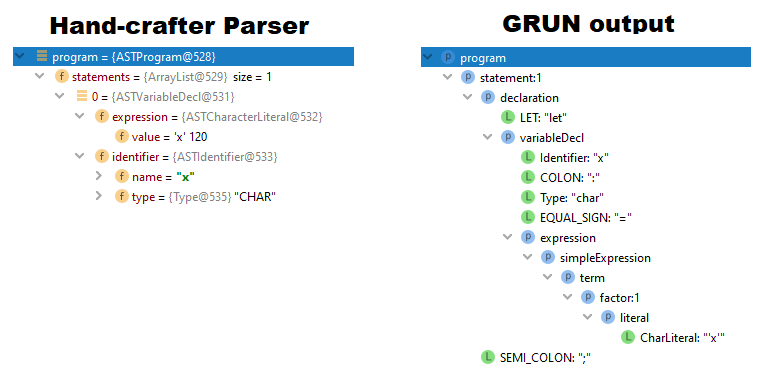 Hand-crafter Parser
program = {ASTProgram@528}
statements = {ArrayList@529} size = 1
0 = {ASTVariableDecl@531}
expression = {ASTCharacterLiteral@532}
value = 'x' 120
identifier = {ASTIdentifier@533}
name = "x"
type = {Type@535} "CHAR"
GRUN output
program
statement:1
declaration
LET: "let"
variableDecl
Identifier: "x"
COLON: ":"
Type: "char"
EQUAL_SIGN: "="
expression
simpleExpression
term
factor:1
literal
CharLiteral: "'x'"
SEMI_COLON: ";"